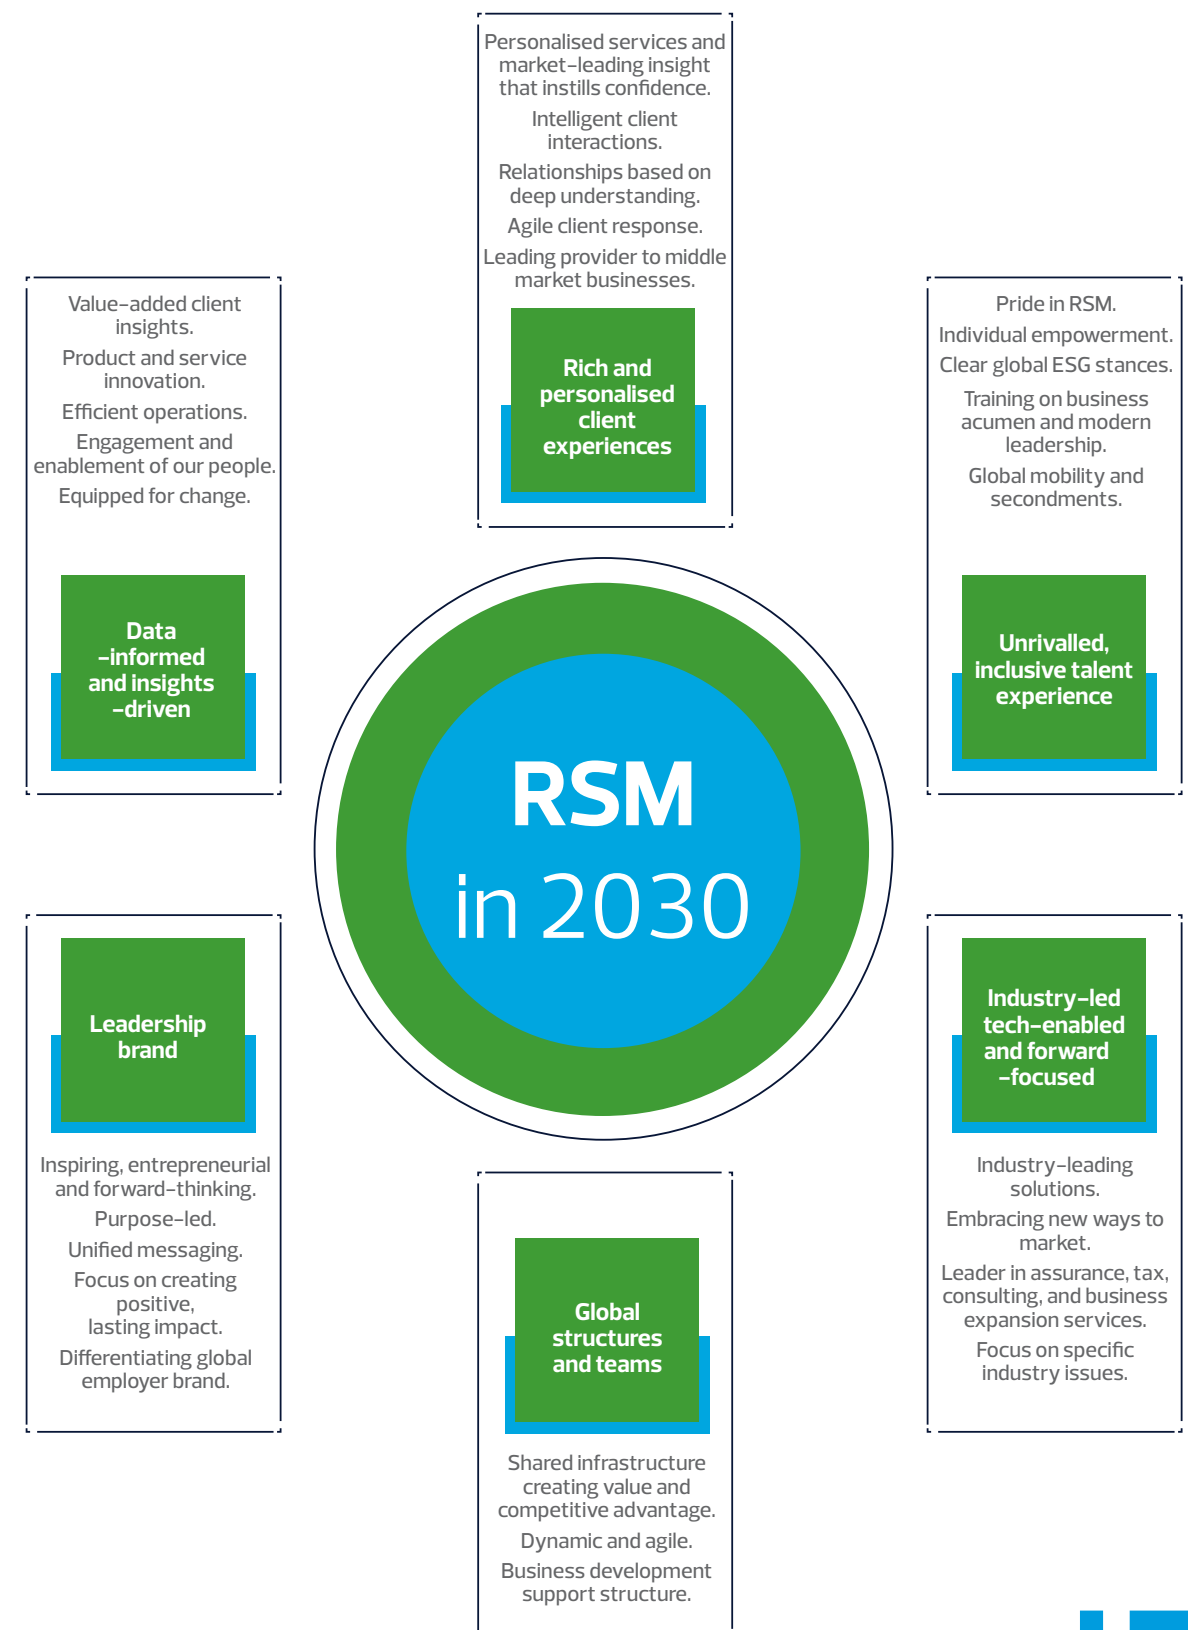 Personalised services and
market-leading insight
that instills confidence.
Intelligent client
interactions.
Relationships based on
deep understanding.
Agile client response.
Leading provider to middle
market businesses.
Rich and
personalised
client
experiences
Value-added client
insights.
Product and service
innovation.
Efficient operations.
Engagement and
enablement of our people.
Equipped for change.
Data
-informed
and insights
-driven
Pride in RSM.
Individual empowerment.
Clear global ESG stances.
Training on business
acumen and modern
leadership.
Global mobility and
secondments.
Unrivalled,
inclusive talent
experience
RSM
in 2030
Leadership
brand
Inspiring, entrepreneurial
and forward-thinking.
Purpose-led.
Unified messaging.
Focus on creating
positive,
lasting impact.
Differentiating global
employer brand.
Industry-led
tech-enabled
and forward
-focused
Industry-leading
solutions.
Embracing new ways to
market.
Leader in assurance, tax,
consulting, and business
expansion services.
Focus on specific
industry issues.
Global
structures
and teams
Shared infrastructure
creating value and
competitive advantage.
Dynamic and agile.
Business development
support structure.